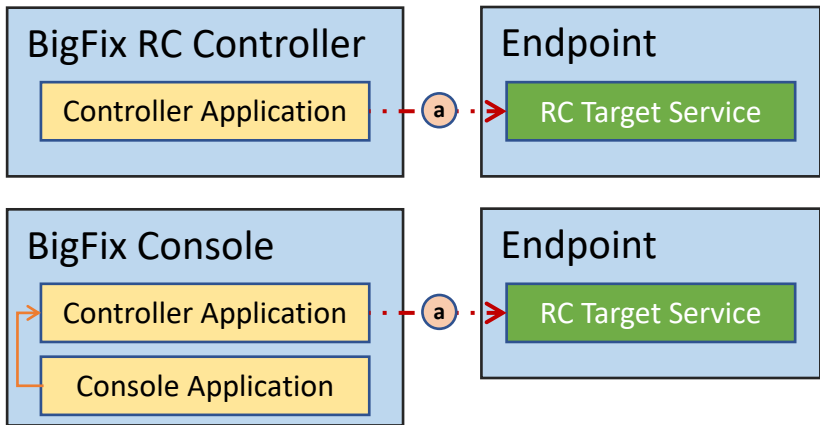 BigFix RC Controller
Controller Application
a
Endpoint
RC Target Service
BigFix Console
Controller Application
Console Application
a
Endpoint
RC Target Service